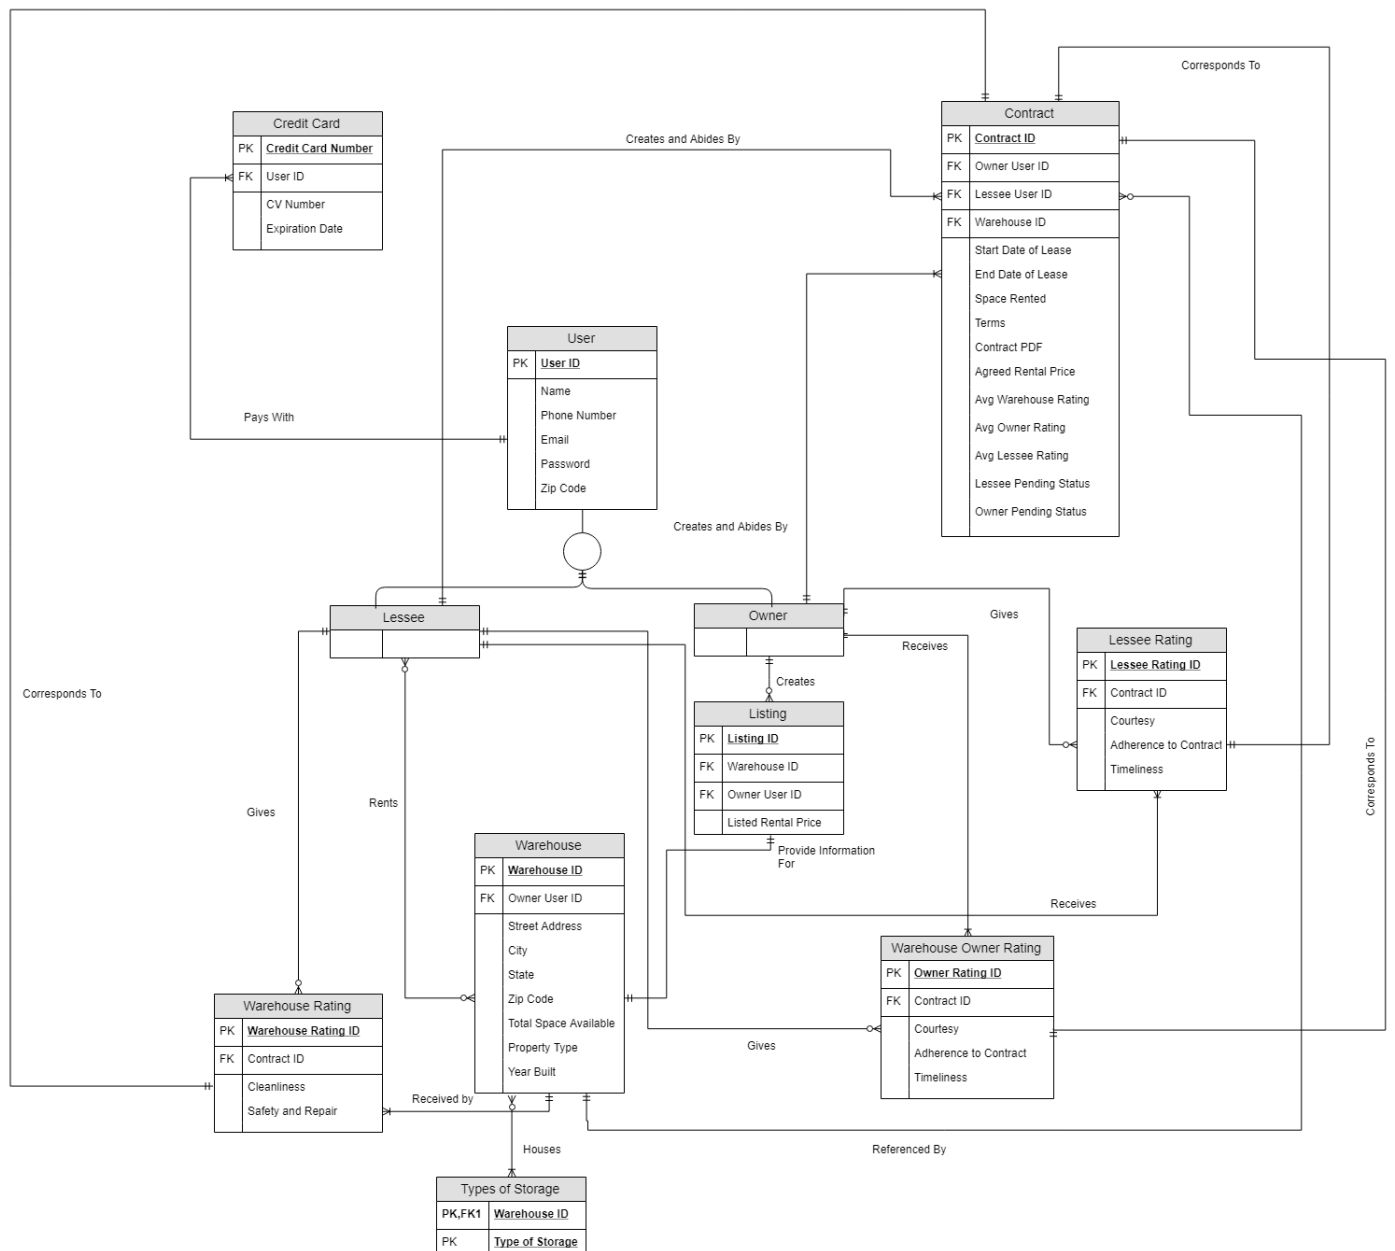 Corresponds To
Contract
PK Contract ID
FK Owner User ID
FK Lessee User ID
FK Warehouse ID
Start Date of Lease
End Date of Lease
Space Rented
Terms
Contract PDF
Agreed Rental Price
Avg Warehouse Rating
Avg Owner Rating
Avg Lessee Rating
Lessee Pending Status
Owner Pending Status
Credit Card
PK Credit Card Number
FK User ID
CV Number
Expiration Date
Creates and Abides By
User
PK User ID
Name
Phone Number
Email
Password
Zip Code
Pays With
Creates and Abides By
Lessee
Owner
Gives
Receives
Lessee Rating
PK Lessee Rating ID
FK Contract ID
Courtesy
Adherence to Contract
Timeliness
Corresponds To
Creates
Listing
PK Listing ID
FK Warehouse ID
FK Owner User ID
Listed Rental Price
Corresponds To
Gives
Rents
Provide Information
For
Warehouse
PK Warehouse ID
FK Owner User ID
Street Address
City
State
Zip Code
Total Space Available
Property Type
Year Built
Receives
Warehouse Owner Rating
PK Owner Rating ID
FK Contract ID
Courtesy
Adherence to Contract
Timeliness
Warehouse Rating
PK Warehouse Rating ID
FK Contract ID
Cleanliness
Safety and Repair
Gives
Received by
Houses
Referenced By
Types of Storage
PK,FK1 Warehouse ID
PK Type of Storage